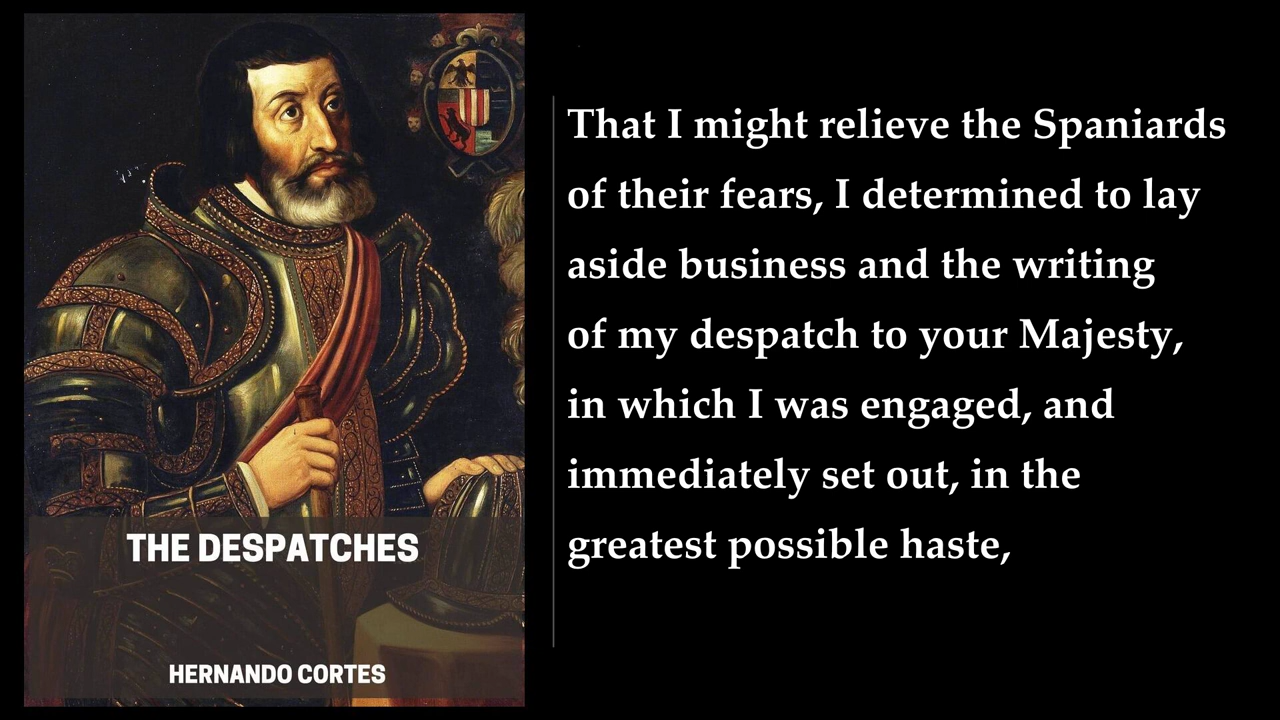 THE DESPATCHES
HERNANDO CORTES
That I might relieve the Spaniards
of their fears, I determined to lay
aside business and the writing
of my despatch to your Majesty,
in which I was engaged, and
immediately set out, in the
greatest possible haste,